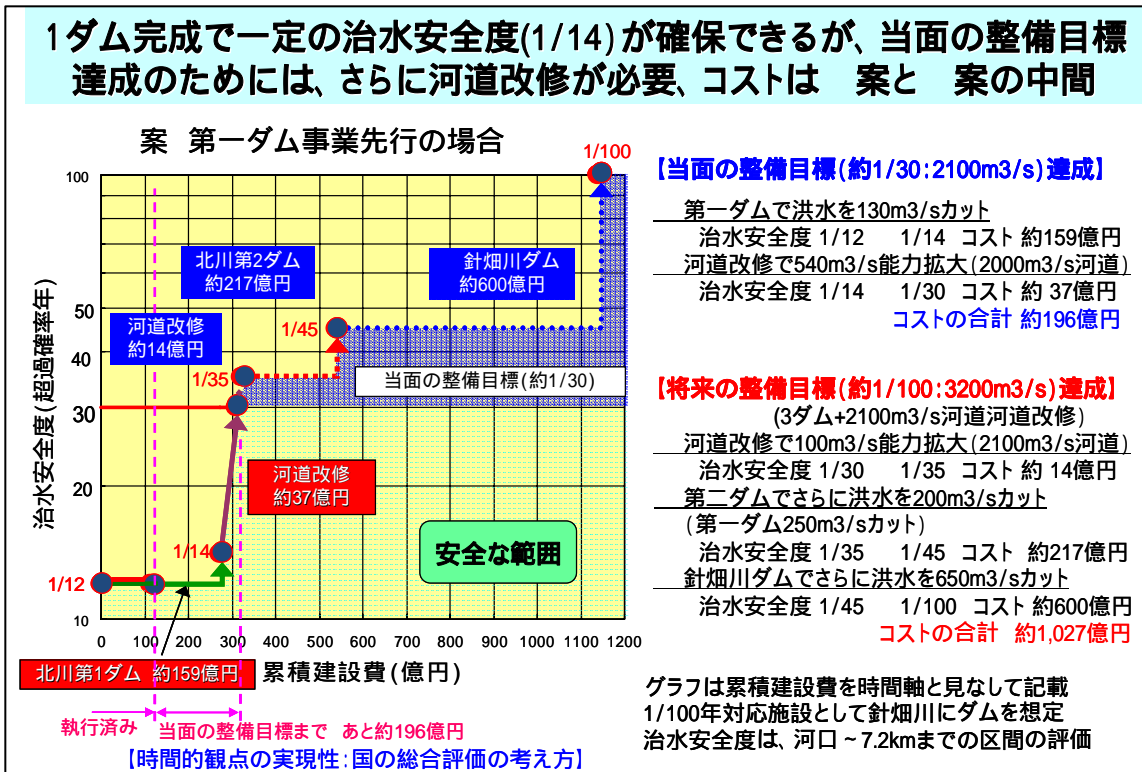 1ダム完成で一定の治水安全度(1/14)が確保できるが、当面の整備目標
達成のためには、さらに河道改修が必要、コストは　案と　案の中間
案　第一ダム事業先行の場合
治水安全度(超過確率年)
100
50
40
30
20
10
0
100
200
300
400
500
600
700
800
900
1000
1100
1200
累積建設費(億円)
1/100
北川第2ダム
約217億円
針畑川ダム
約600億円
河道改修
約14億円
1/45
1/35
当面の整備目標(約1/30)
河道改修
約37億円
1/14
安全な範囲
1/12
北川第1ダム 約159億円
執行済み
当面の整備目標まで あと約196億円
【時間的観点の実現性:国の総合評価の考え方】
【当面の整備目標(約1/30:2100m3/s)達成】
第一ダムで洪水を130m3/sカット
治水安全度 1/12　1/14 コスト 約159億円
河道改修で540m3/s能力拡大(2000m3/s河道)
治水安全度 1/14　1/30 コスト 約 37億円
コストの合計 約196億円
【将来の整備目標(約1/100:3200m3/s)達成】
(3ダム+2100m3/s河道河道改修)
河道改修で100m3/s能力拡大(2100m3/s河道)
治水安全度 1/30　1/35 コスト 約 14億円
第二ダムでさらに洪水を200m3/sカット
(第一ダム250m3/sカット)
治水安全度 1/35　1/45 コスト 約217億円
針畑川ダムでさらに洪水を650m3/sカット
治水安全度 1/45　1/100 コスト 約600億円
コストの合計 約1,027億円
グラフは累積建設費を時間軸と見なして記載
1/100年対応施設として針畑川にダムを想定
治水安全度は、河口～7.2kmまでの区間の評価